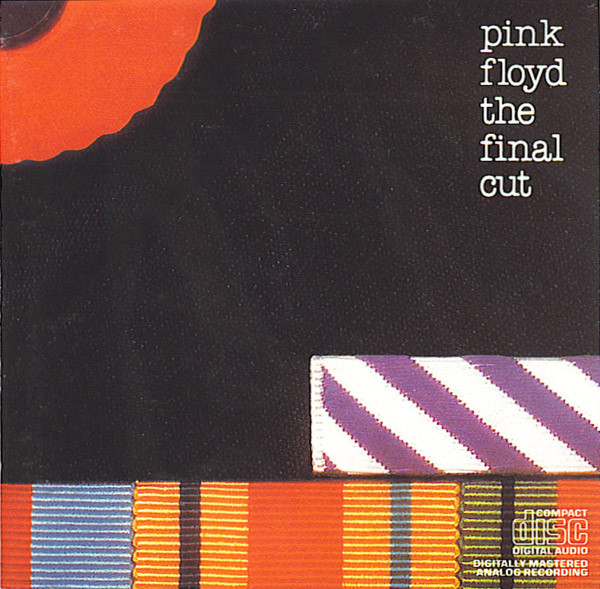 pink
floyd
the
final
cut
COMPACT
disc
DIGITAL AUDIO
DIGITALLY MASTERED
ANALOG RECORDING